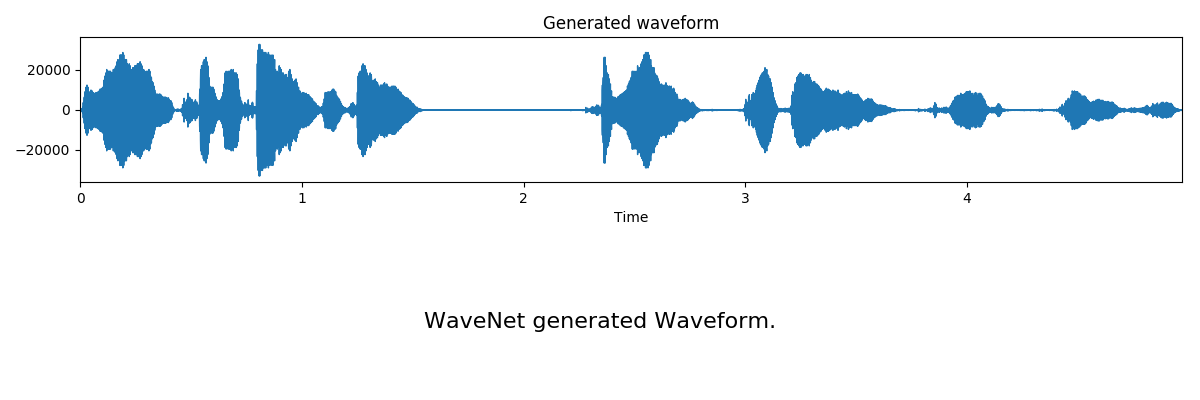 Generated waveform
20000
0
−20000
0 1 2 3 4
Time
WaveNet generated Waveform.